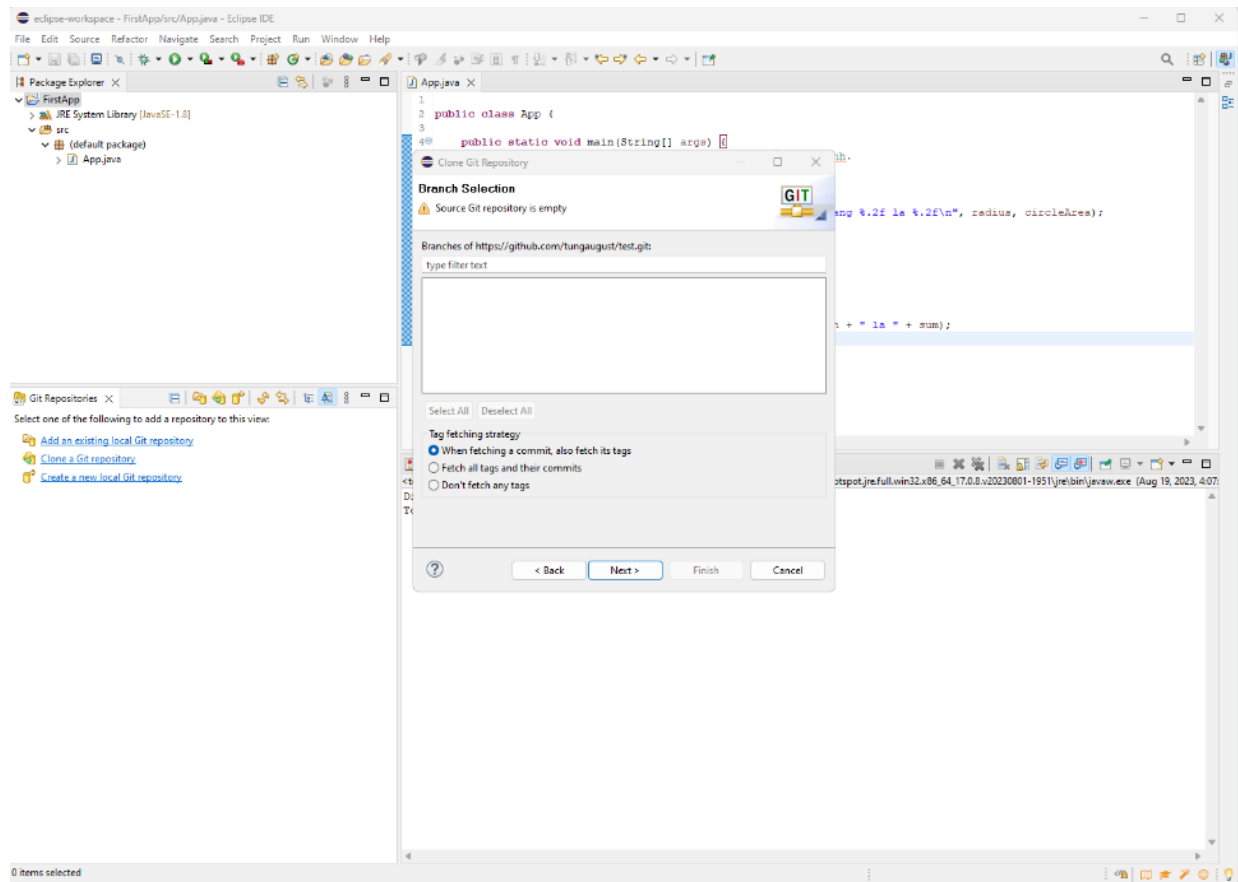 eclipse-workspace - FirstApp/src/App.java - Eclipse IDE
File Edit Source Refactor Navigate Search Project Run Window Help
Package Explorer
FirstApp
JRE System Library [JavaSE-1.8]
src
(default package)
App.java
App.java
1
2 public class App {
3
4 public static void main(String[] args) {
Clone Git Repository
Branch Selection
GIT
Source Git repository is empty
ang %.2f la %.2f\n", radius, circleArea);
Branches of https://github.com/tungaugust/test.git:
type filter text
+ " la " + sum);
Select All Deselect All
Tag fetching strategy
When fetching a commit, also fetch its tags
Fetch all tags and their commits
Don't fetch any tags
< Back Next > Finish Cancel
Git Repositories
Select one of the following to add a repository to this view:
Add an existing local Git repository
Clone a Git repository
Create a new local Git repository
otspot.jre.full.win32.x86_64_17.0.8.v20230801-1951\jre\bin\javaw.exe (Aug 19, 2023, 4:07:
0 items selected